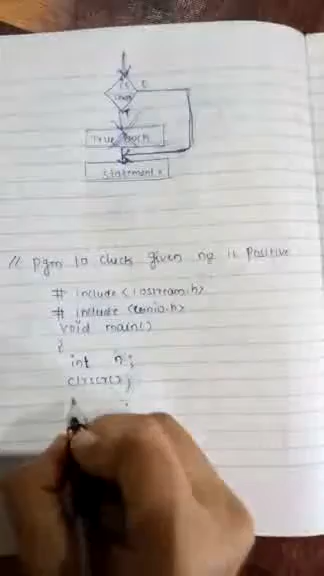 True block
Statement x
// Pgm to check given no is Positive
# include <iostream.h>
# include <conio.h>
void main()
{
int n;
clrscr();